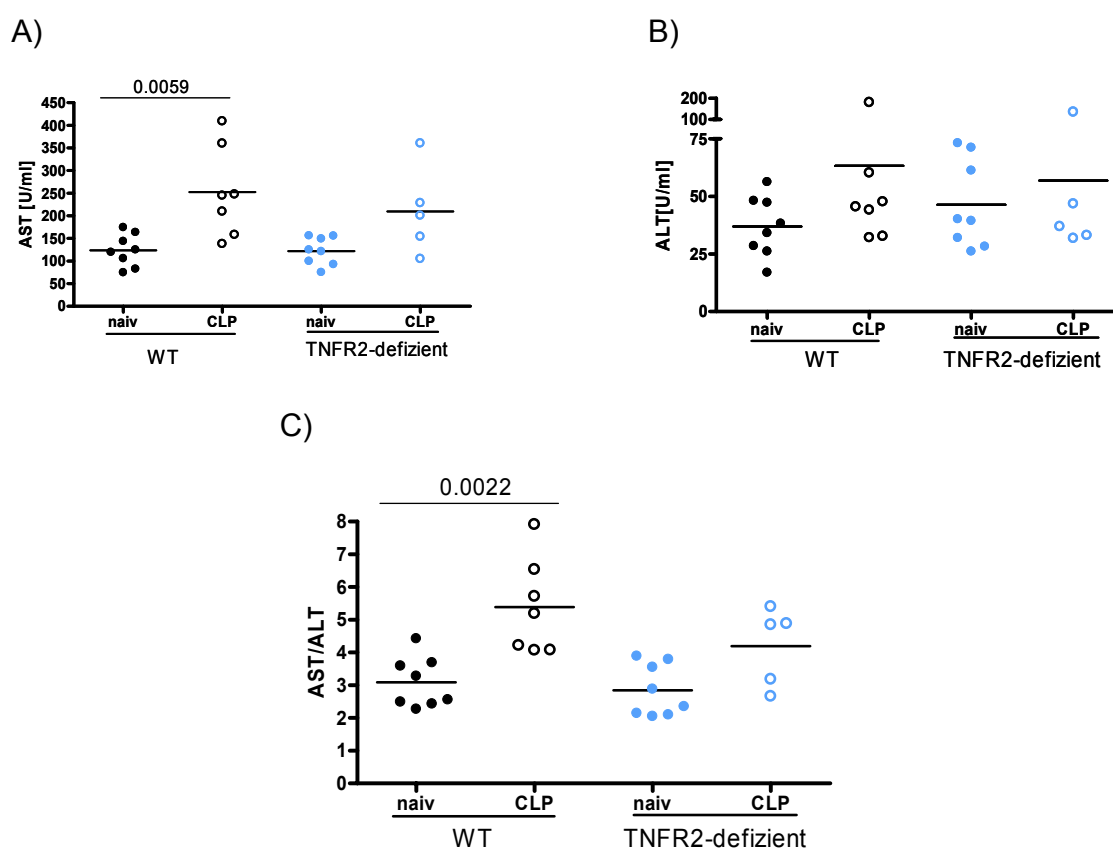 A)
0.0059
450
400
350
300
250
200
150
100
50
0
AST [U/ml]
naiv CLP naiv CLP
WT TNFR2-defizient
B)
200
100
75
50
25
0
ALT[U/ml]
naiv CLP naiv CLP
WT TNFR2-defizient
C)
0.0022
8
7
6
5
4
3
2
1
0
AST/ALT
naiv CLP naiv CLP
WT TNFR2-defizient